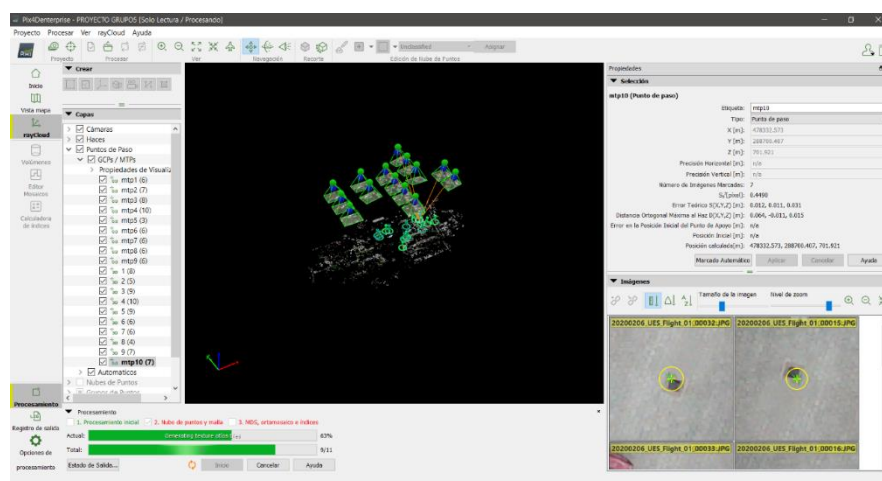 Pix4Denterprise - PROYECTO GRUPOS [Solo Lectura / Procesando]
Proyecto Procesar Ver rayCloud Ayuda
Proyecto Procesar Ver Navegación Recorte Edición de Nube de Puntos
Unclassified Asignar
Inicio
Vista mapa
rayCloud
Volúmenes
Editor Mosaicos
Calculadora de índices
Procesamiento
Registro de salida
Opciones de procesamiento
Crear
Capas
Cámaras
Haces
Puntos de Paso
GCPs / MTPs
Propiedades de Visualiz
mtp1 (6)
mtp2 (7)
mtp3 (8)
mtp4 (10)
mtp5 (3)
mtp6 (6)
mtp7 (6)
mtp8 (6)
mtp9 (6)
1 (8)
2 (5)
3 (9)
4 (10)
5 (9)
6 (6)
7 (6)
8 (4)
9 (7)
mtp10 (7)
Automaticos
Nubes de Puntos
Grupos de Puntos
Procesamiento
1. Procesamiento inicial 2. Nube de puntos y malla 3. MDS, ortomosaico e índices
Actual: Generating texture atlas 63%
Total: 9/11
Estado de Salida... Iniciar Cancelar Ayuda
Propiedades
Selección
mtp10 (Punto de paso)
Etiqueta: mtp10
Tipo: Punto de paso
X [m]: 478332.573
Y [m]: 288700.407
Z [m]: 701.921
Precisión Horizontal [m]: n/a
Precisión Vertical [m]: n/a
Número de Imágenes Marcadas: 7
S₀²[pixel]: 0.4498
Error Teórico S(X,Y,Z) [m]: 0.012, 0.011, 0.031
Distancia Ortogonal Máxima al Haz D(X,Y,Z) [m]: 0.064, -0.011, 0.015
Error en la Posición Inicial del Punto de Apoyo [m]: n/a
Posición Inicial [m]: n/a
Posición calculada[m]: 478332.573, 288700.407, 701.921
Marcado Automático Aplicar Cancelar Ayuda
Imágenes
Tamaño de la imagen Nivel de zoom
20200206_UES_Flight_01_00032.JPG 20200206_UES_Flight_01_00015.JPG
20200206_UES_Flight_01_00033.JPG 20200206_UES_Flight_01_00016.JPG